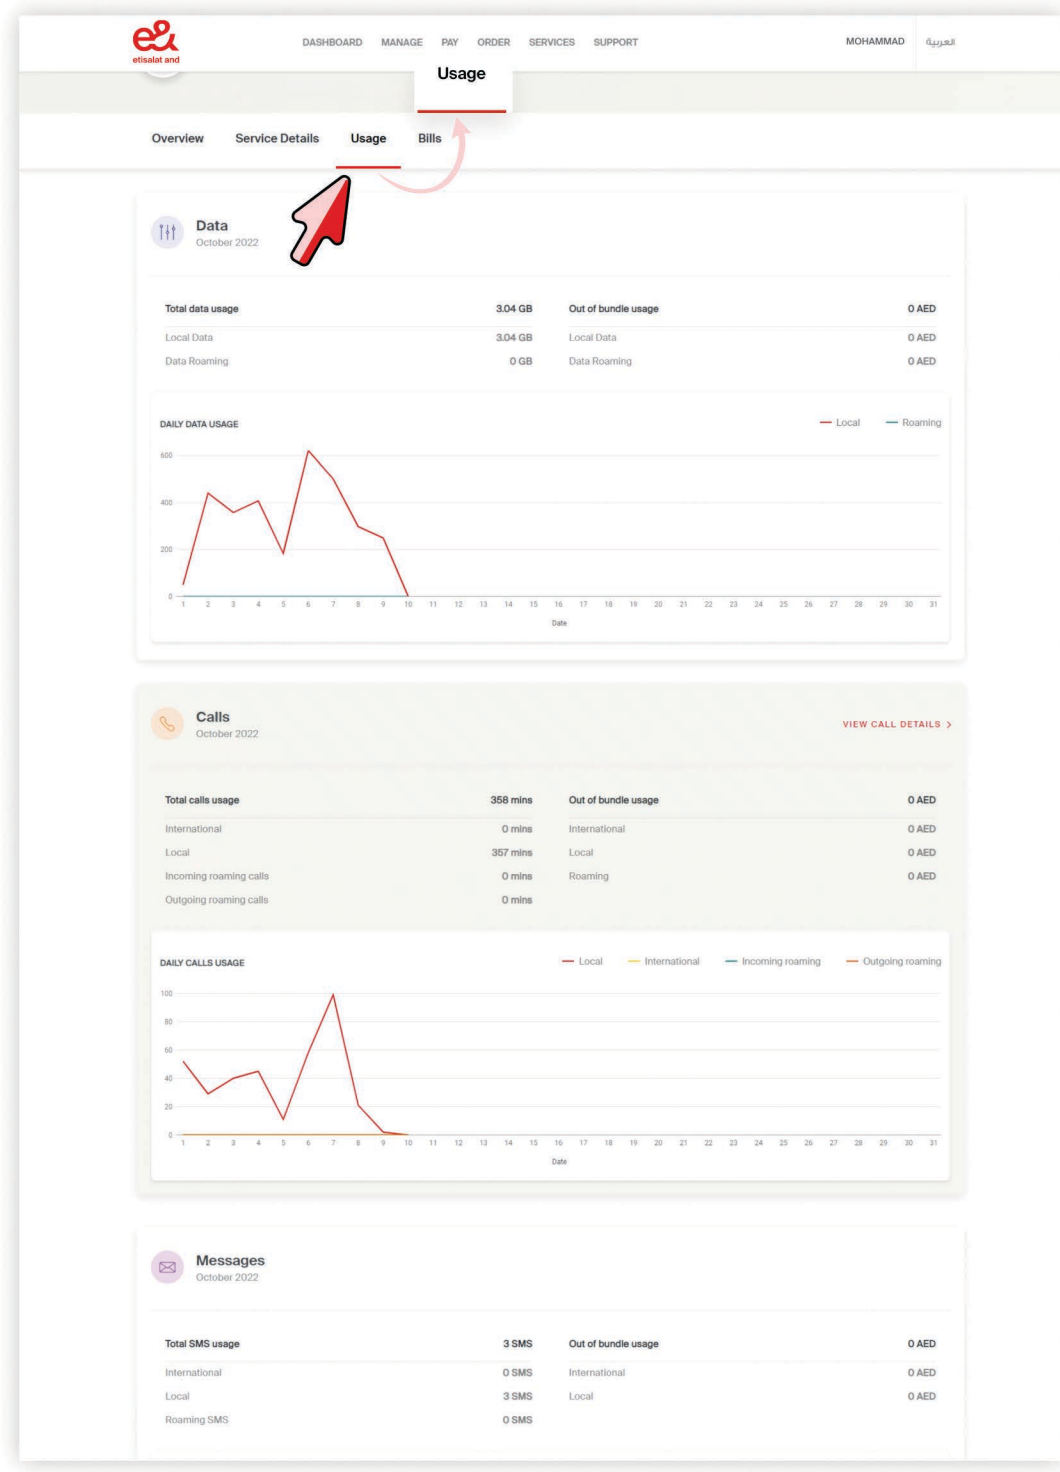 e&
etisalat and
DASHBOARD MANAGE PAY ORDER SERVICES SUPPORT MOHAMMAD العربية
Usage
Overview Service Details Usage Bills
Data
October 2022
Total data usage 3.04 GB Out of bundle usage 0 AED
Local Data 3.04 GB Local Data 0 AED
Data Roaming 0 GB Data Roaming 0 AED
DAILY DATA USAGE Local Roaming
600
400
200
0
1 2 3 4 5 6 7 8 9 10 11 12 13 14 15 16 17 18 19 20 21 22 23 24 25 26 27 28 29 30 31
Date
Calls
October 2022
VIEW CALL DETAILS >
Total calls usage 358 mins Out of bundle usage 0 AED
International 0 mins International 0 AED
Local 357 mins Local 0 AED
Incoming roaming calls 0 mins Roaming 0 AED
Outgoing roaming calls 0 mins
DAILY CALLS USAGE Local International Incoming roaming Outgoing roaming
100
80
60
40
20
0
1 2 3 4 5 6 7 8 9 10 11 12 13 14 15 16 17 18 19 20 21 22 23 24 25 26 27 28 29 30 31
Date
Messages
October 2022
Total SMS usage 3 SMS Out of bundle usage 0 AED
International 0 SMS International 0 AED
Local 3 SMS Local 0 AED
Roaming SMS 0 SMS